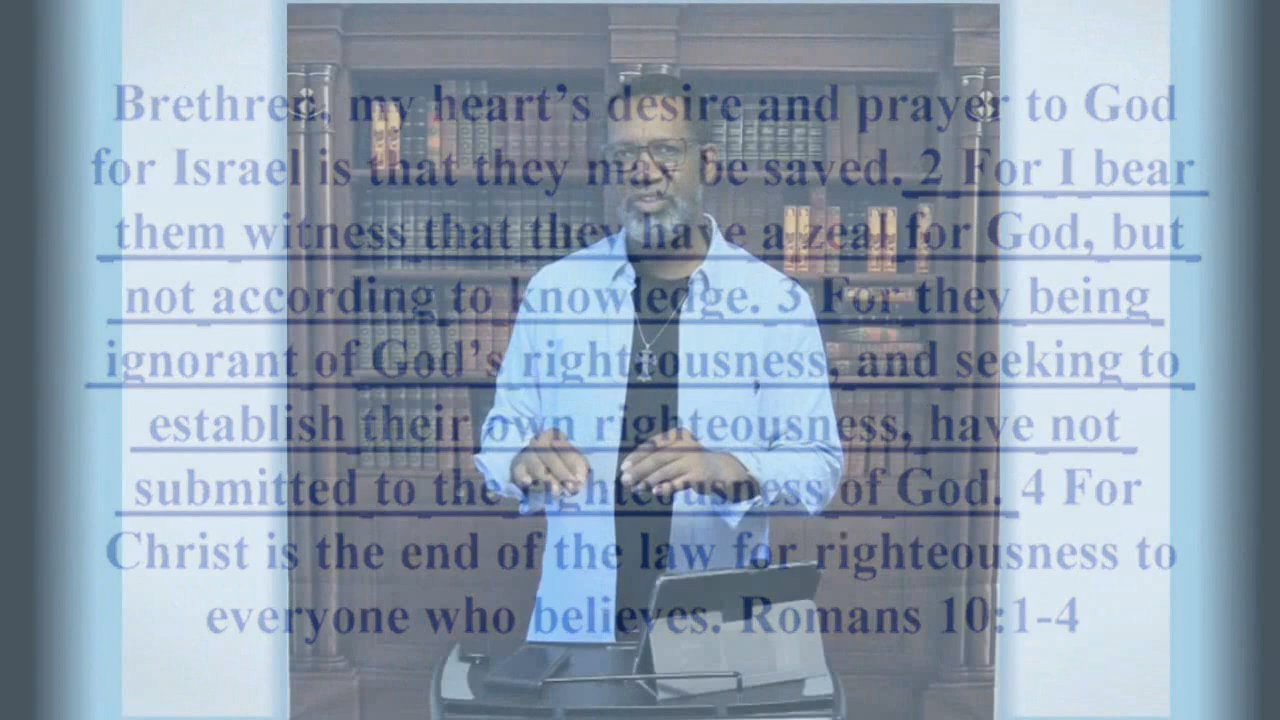 Brethren, my heart's desire and prayer to God
for Israel is that they may be saved. 2 For I bear
them witness that they have a zeal for God, but
not according to knowledge. 3 For they being
ignorant of God's righteousness, and seeking to
establish their own righteousness, have not
submitted to the righteousness of God. 4 For
Christ is the end of the law for righteousness to
everyone who believes. Romans 10:1-4